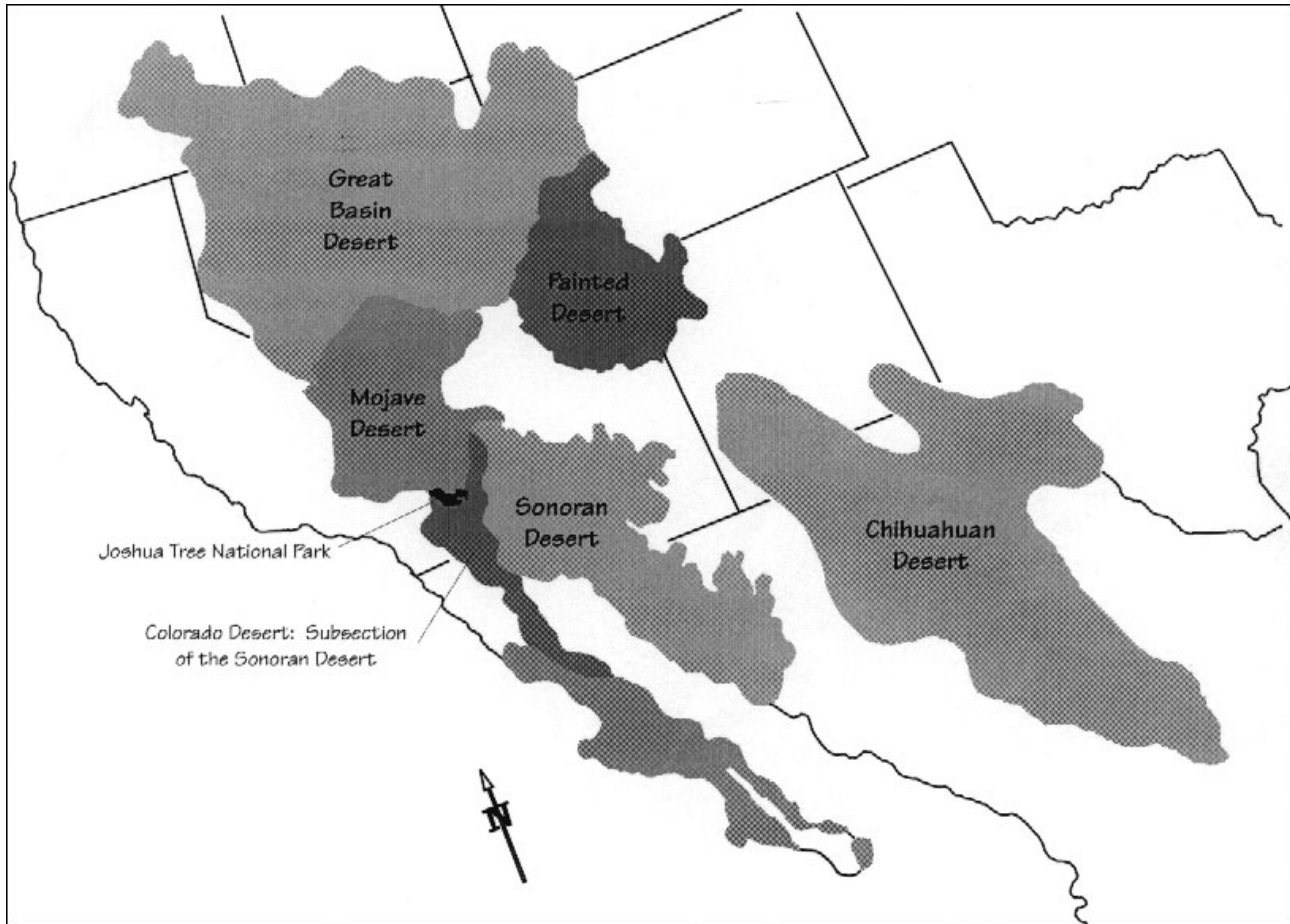 Great
Basin
Desert
Painted
Desert
Mojave
Desert
Sonoran
Desert
Chihuahuan
Desert
Joshua Tree National Park
Colorado Desert: Subsection
of the Sonoran Desert
N